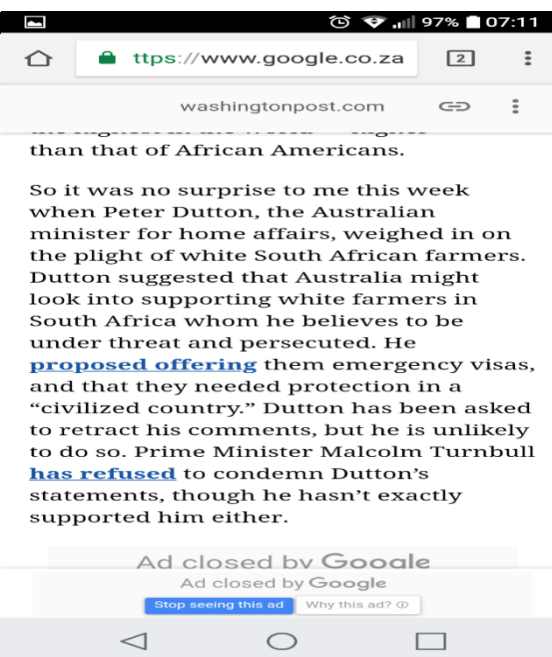 97% 07:11
ttps://www.google.co.za 2
washingtonpost.com
than that of African Americans.
So it was no surprise to me this week
when Peter Dutton, the Australian
minister for home affairs, weighed in on
the plight of white South African farmers.
Dutton suggested that Australia might
look into supporting white farmers in
South Africa whom he believes to be
under threat and persecuted. He
proposed offering them emergency visas,
and that they needed protection in a
“civilized country.” Dutton has been asked
to retract his comments, but he is unlikely
to do so. Prime Minister Malcolm Turnbull
has refused to condemn Dutton’s
statements, though he hasn’t exactly
supported him either.
Ad closed by Google
Ad closed by Google
Stop seeing this ad Why this ad?